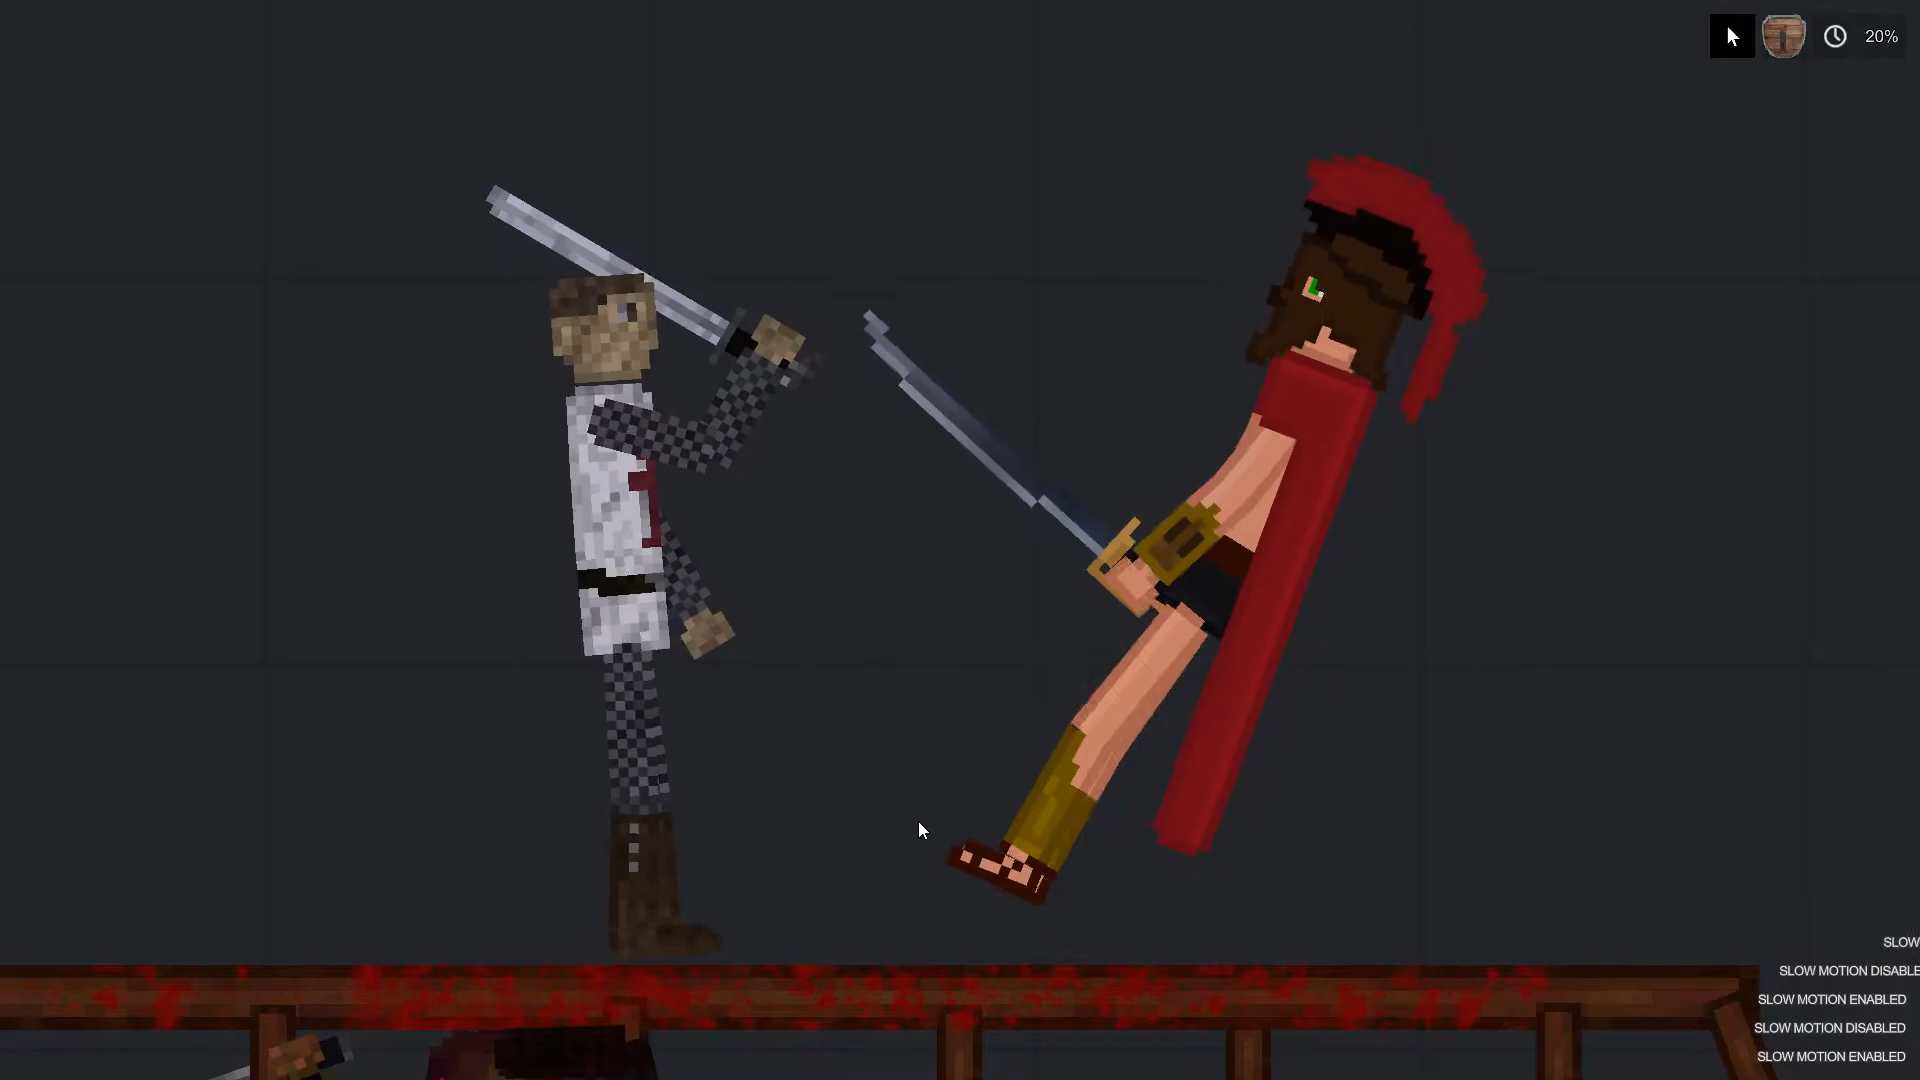 20%
SLOW
SLOW MOTION DISABLE
SLOW MOTION ENABLED
SLOW MOTION DISABLED
SLOW MOTION ENABLED